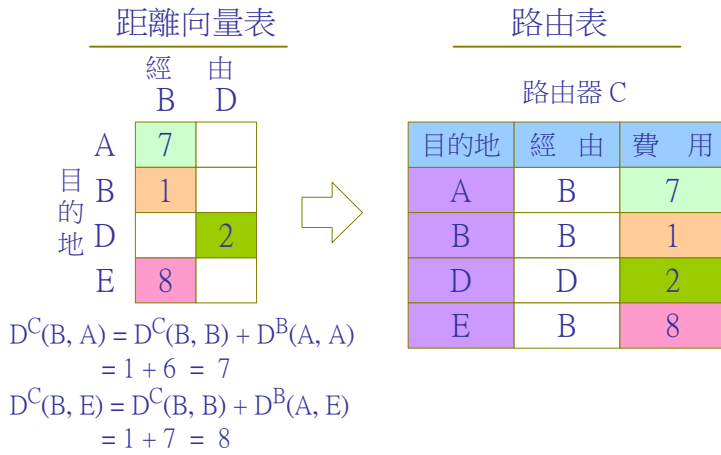 距離向量表
經 由
B D
目的地
A 7
B 1
D 2
E 8
D^C(B, A) = D^C(B, B) + D^B(A, A)
= 1 + 6 = 7
D^C(B, E) = D^C(B, B) + D^B(A, E)
= 1 + 7 = 8
路由表
路由器 C
目的地 經 由 費 用
A B 7
B B 1
D D 2
E B 8